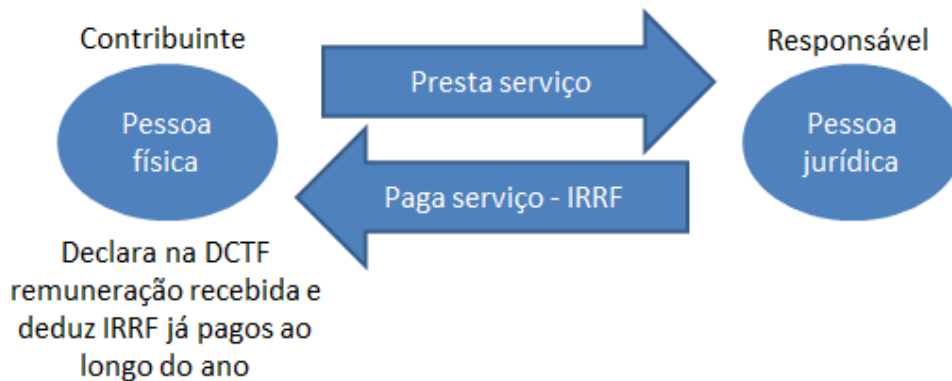 Contribuinte
Responsável
Presta serviço
Pessoa
física
Pessoa
jurídica
Paga serviço - IRRF
Declara na DCTF
remuneração recebida e
deduz IRRF já pagos ao
longo do ano